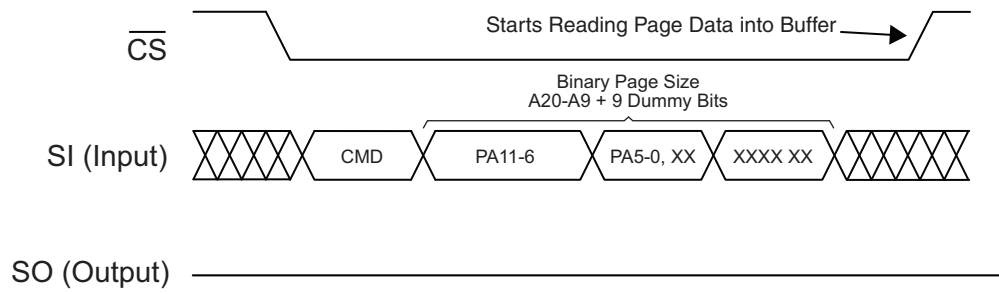 Starts Reading Page Data into Buffer
CS
Binary Page Size
A20-A9 + 9 Dummy Bits
SI (Input)
CMD
PA11-6
PA5-0, XX
XXXX XX
SO (Output)